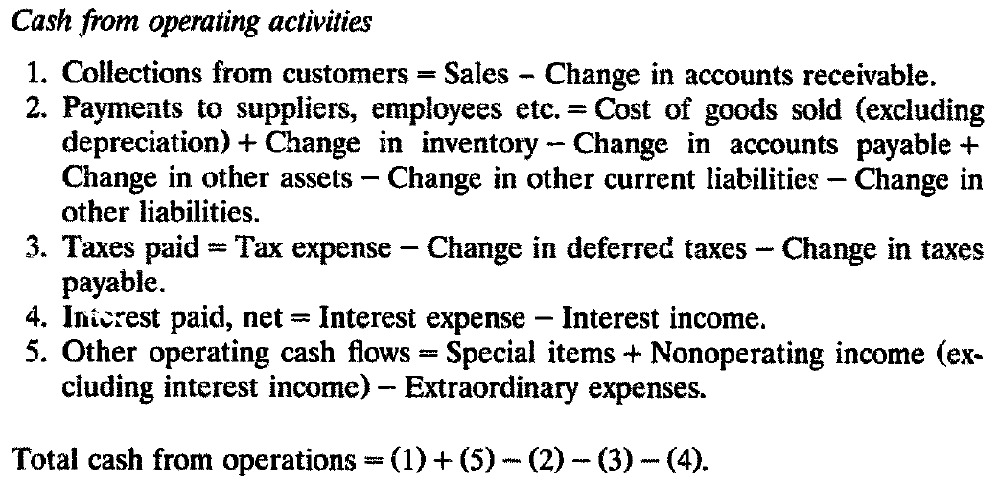 Cash from operating activities
1. Collections from customers = Sales − Change in accounts receivable.
2. Payments to suppliers, employees etc. = Cost of goods sold (excluding
depreciation) + Change in inventory − Change in accounts payable +
Change in other assets − Change in other current liabilities − Change in
other liabilities.
3. Taxes paid = Tax expense − Change in deferred taxes − Change in taxes
payable.
4. Interest paid, net = Interest expense − Interest income.
5. Other operating cash flows = Special items + Nonoperating income (ex-
cluding interest income) − Extraordinary expenses.
Total cash from operations = (1) + (5) − (2) − (3) − (4).